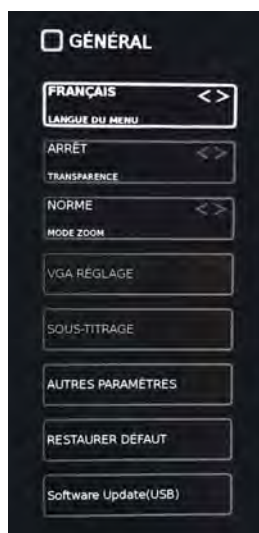 GÉNÉRAL
FRANÇAIS < >
LANGUE DU MENU
ARRÊT < >
TRANSPARENCE
NORME < >
MODE ZOOM
VGA RÉGLAGE
SOUS-TITRAGE
AUTRES PARAMÈTRES
RESTAURER DÉFAUT
Software Update(USB)